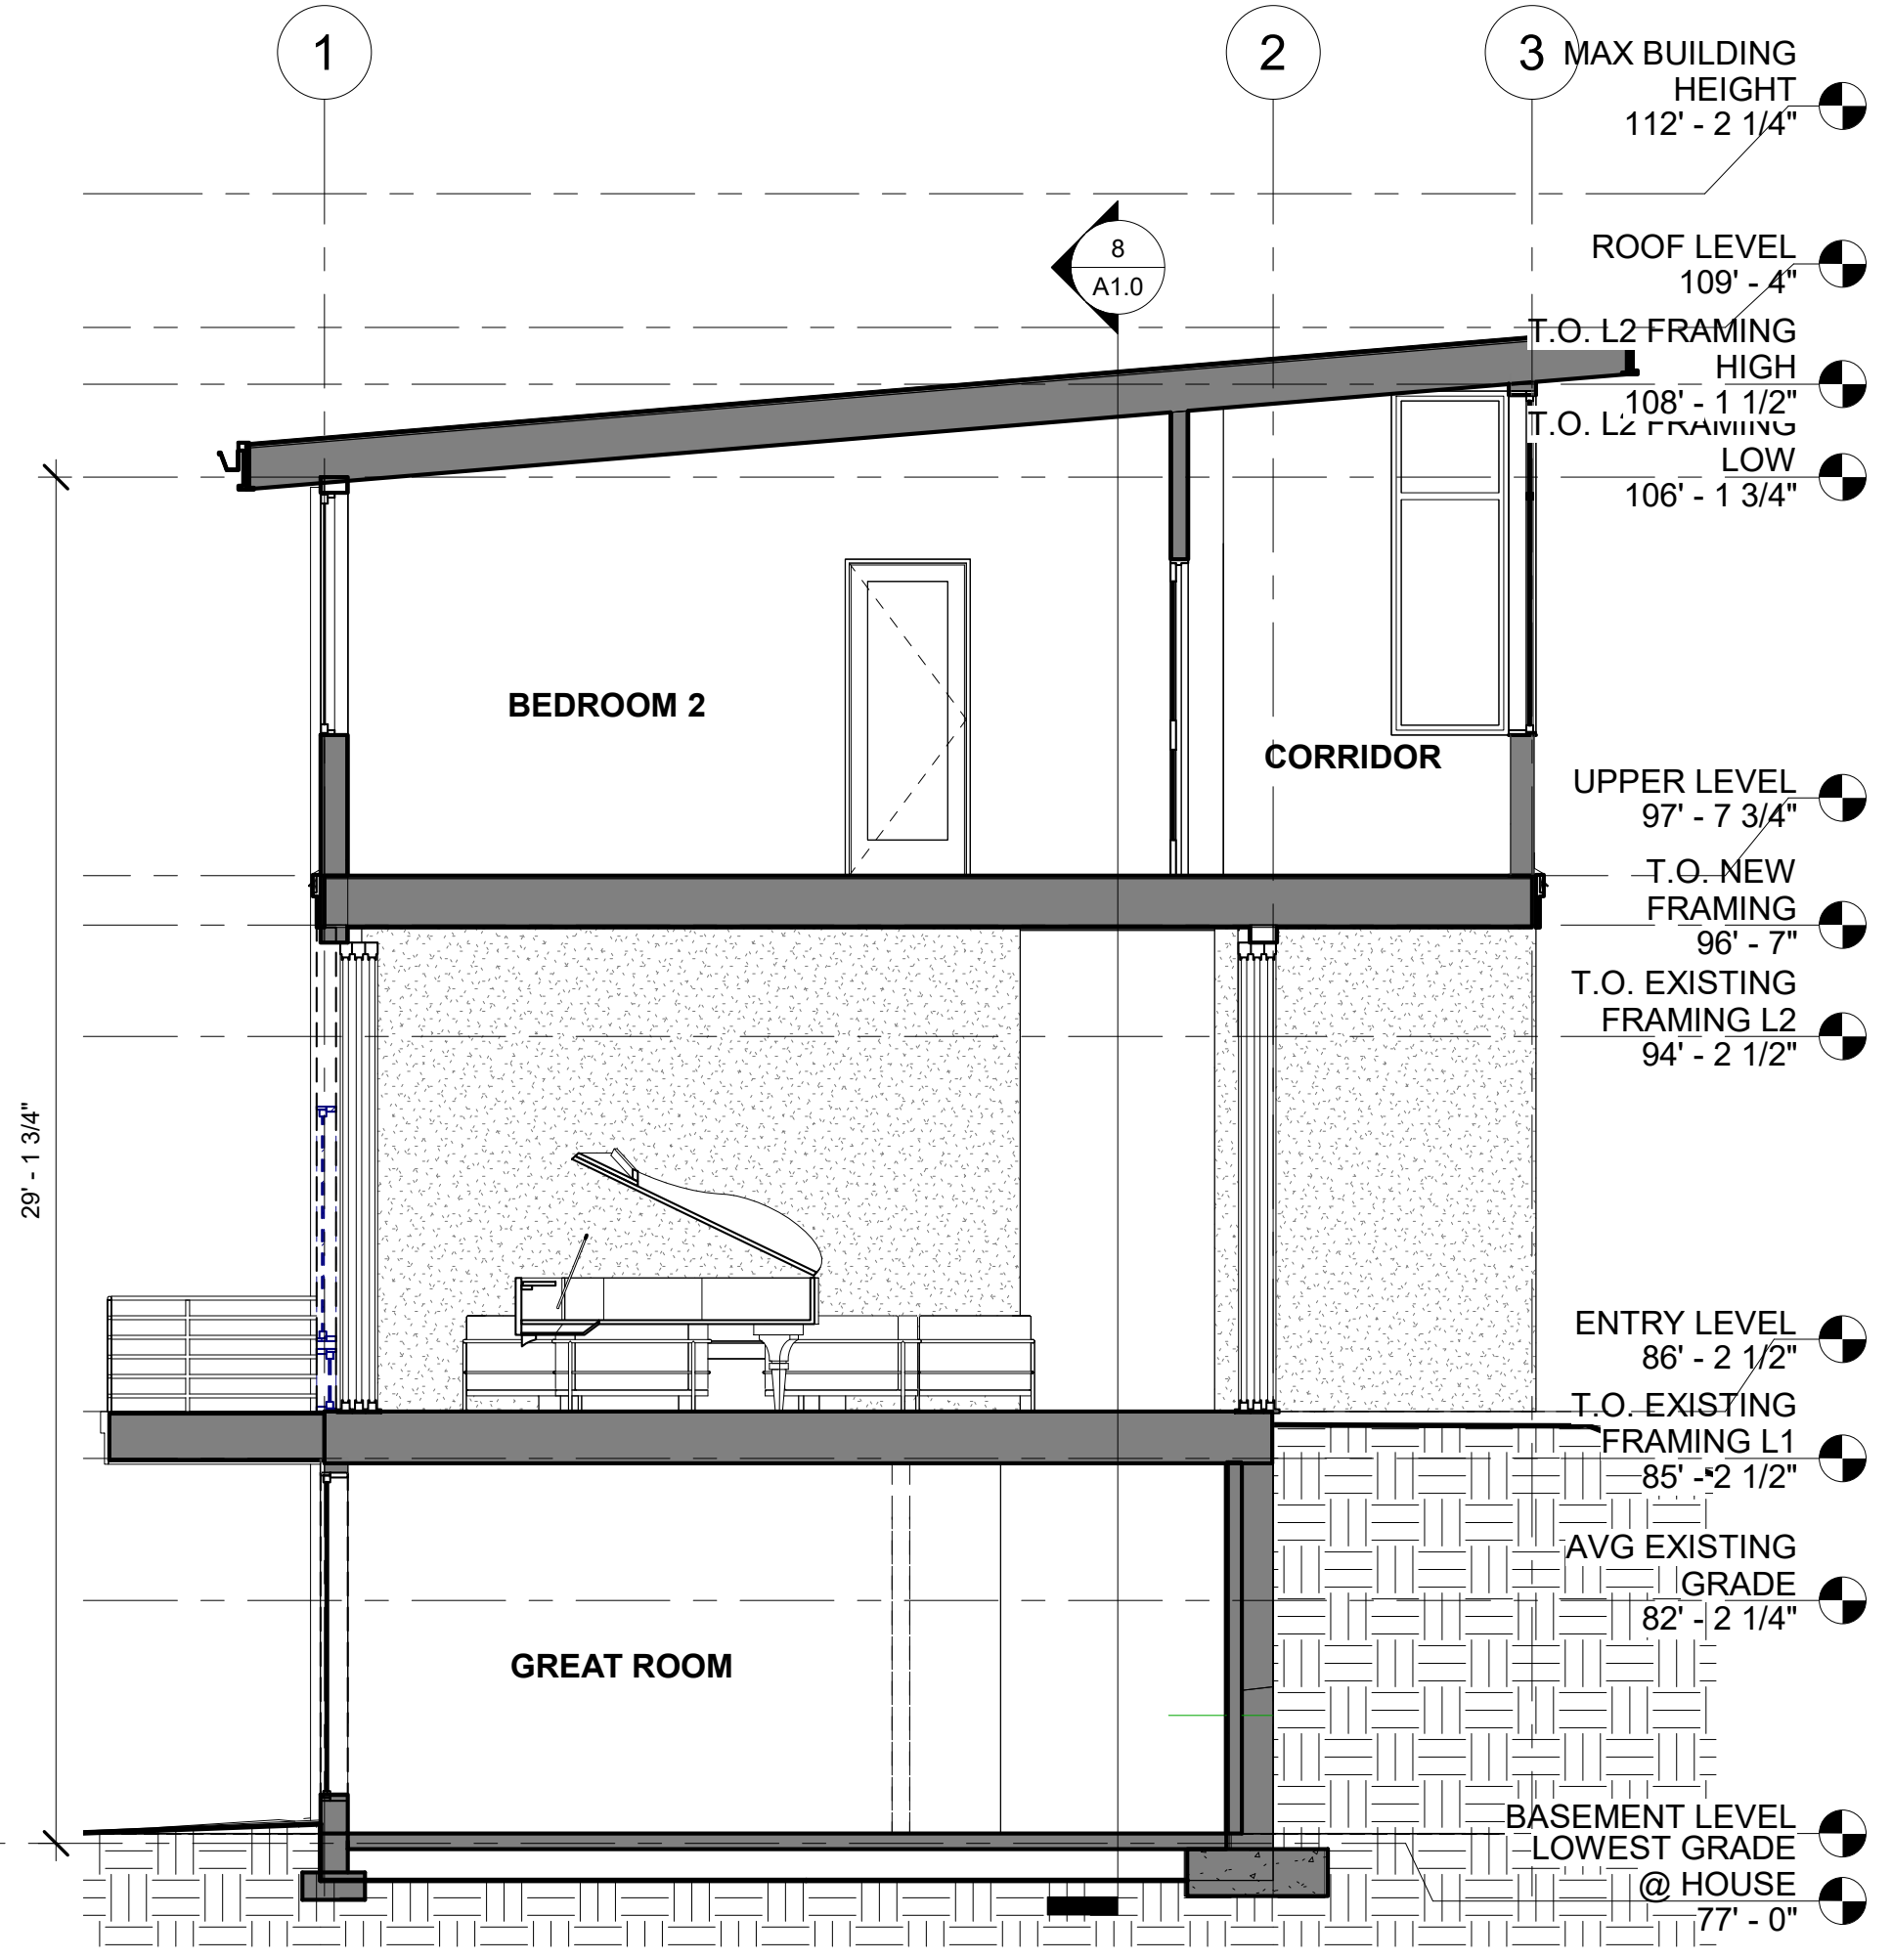 1
2
3
MAX BUILDING
HEIGHT
112' - 2 1/4"
8
A1.0
ROOF LEVEL
109' - 4"
T.O. L2 FRAMING
HIGH
108' - 1 1/2"
T.O. L2 FRAMING
LOW
106' - 1 3/4"
BEDROOM 2
CORRIDOR
UPPER LEVEL
97' - 7 3/4"
T.O. NEW
FRAMING
96' - 7"
T.O. EXISTING
FRAMING L2
94' - 2 1/2"
29' - 1 3/4"
ENTRY LEVEL
86' - 2 1/2"
T.O. EXISTING
FRAMING L1
85' - 2 1/2"
AVG EXISTING
GRADE
82' - 2 1/4"
GREAT ROOM
BASEMENT LEVEL
LOWEST GRADE
@ HOUSE
77' - 0"